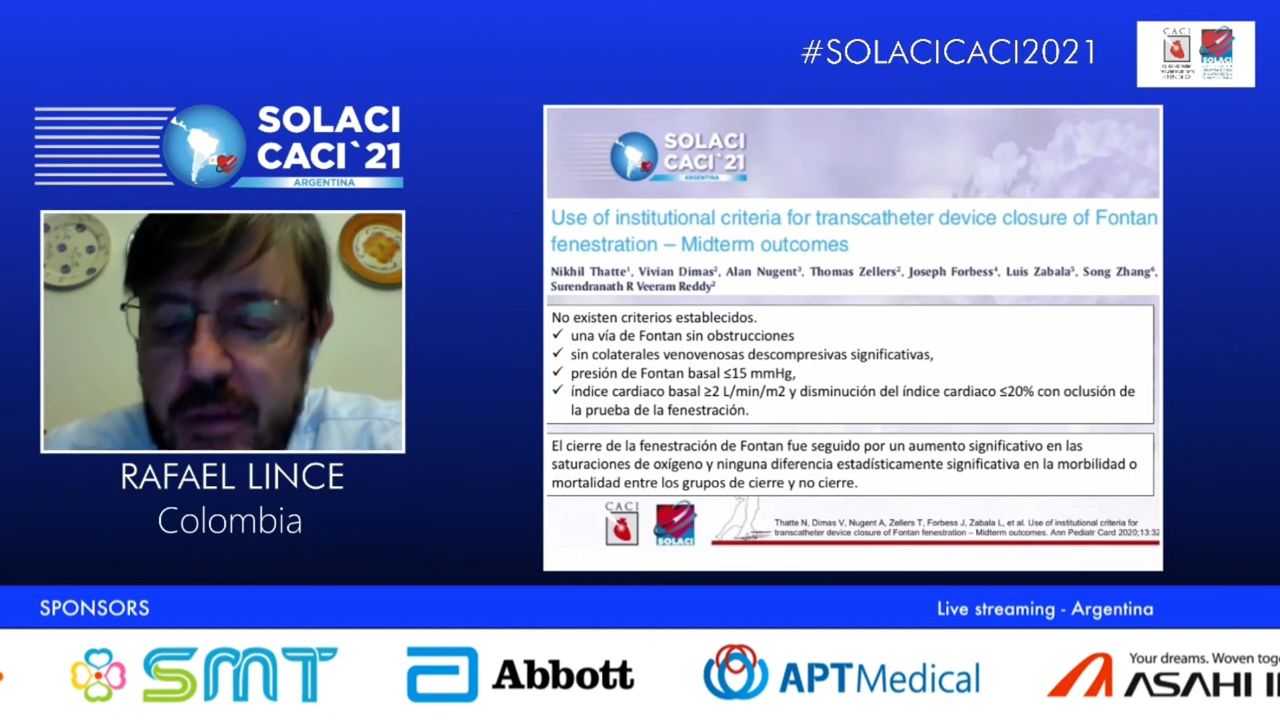 #SOLACICACI2021
CACI
SOLACI
SOLACI
CACI`21
ARGENTINA
RAFAEL LINCE
Colombia
SOLACI
CACI`21
ARGENTINA
Use of institutional criteria for transcatheter device closure of Fontan
fenestration – Midterm outcomes
Nikhil Thatte¹, Vivian Dimas², Alan Nugent³, Thomas Zellers², Joseph Forbess⁴, Luis Zabala⁵, Song Zhang⁶,
Surendranath R Veeram Reddy²
No existen criterios establecidos.
✓ una vía de Fontan sin obstrucciones
✓ sin colaterales venovenosas descompresivas significativas,
✓ presión de Fontan basal ≤15 mmHg,
✓ índice cardiaco basal ≥2 L/min/m2 y disminución del índice cardiaco ≤20% con oclusión de
la prueba de la fenestración.
El cierre de la fenestración de Fontan fue seguido por un aumento significativo en las
saturaciones de oxígeno y ninguna diferencia estadísticamente significativa en la morbilidad o
mortalidad entre los grupos de cierre y no cierre.
CACI
SOLACI
Thatte N, Dimas V, Nugent A, Zellers T, Forbess J, Zabala L, et al. Use of institutional criteria for
transcatheter device closure of Fontan fenestration – Midterm outcomes. Ann Pediatr Card 2020;13:32
SPONSORS
Live streaming - Argentina
SMT
Abbott
APTMedical
Your dreams. Woven toge
ASAHI I